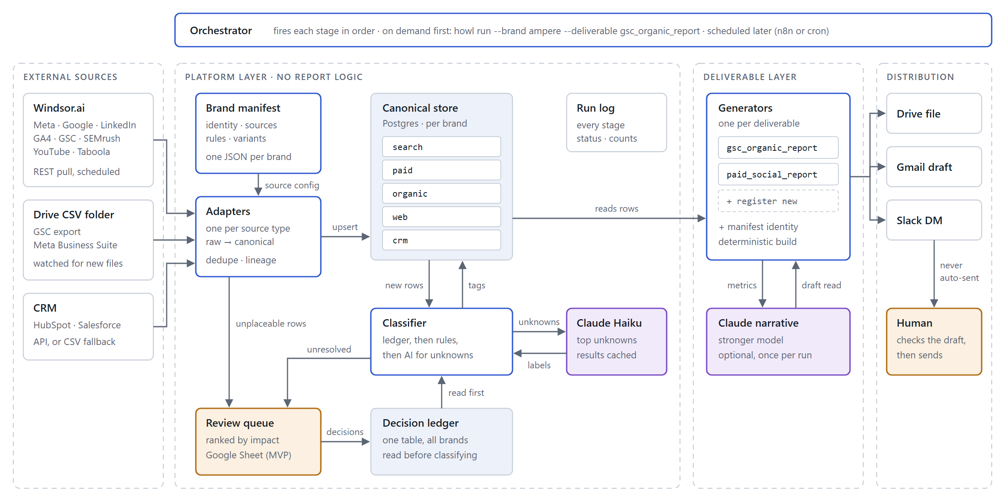 Orchestrator
fires each stage in order · on demand first: howl run --brand ampere --deliverable gsc_organic_report · scheduled later (n8n or cron)
EXTERNAL SOURCES
Windsor.ai
Meta · Google · LinkedIn
GA4 · GSC · SEMrush
YouTube · Taboola
REST pull, scheduled
Drive CSV folder
GSC export
Meta Business Suite
watched for new files
CRM
HubSpot · Salesforce
API, or CSV fallback
PLATFORM LAYER · NO REPORT LOGIC
Brand manifest
identity · sources
rules · variants
one JSON per brand
source config
Adapters
one per source type
raw → canonical
dedupe · lineage
upsert
unplaceable rows
Canonical store
Postgres · per brand
search
paid
organic
web
crm
Run log
every stage
status · counts
reads rows
new rows
tags
Classifier
ledger, then rules,
then AI for unknowns
unknowns
labels
Claude Haiku
top unknowns
results cached
unresolved
read first
Review queue
ranked by impact
Google Sheet (MVP)
decisions
Decision ledger
one table, all brands
read before classifying
DELIVERABLE LAYER
Generators
one per deliverable
gsc_organic_report
paid_social_report
+ register new
+ manifest identity
deterministic build
metrics
draft read
Claude narrative
stronger model
optional, once per run
DISTRIBUTION
Drive file
Gmail draft
Slack DM
never
auto-sent
Human
checks the draft,
then sends